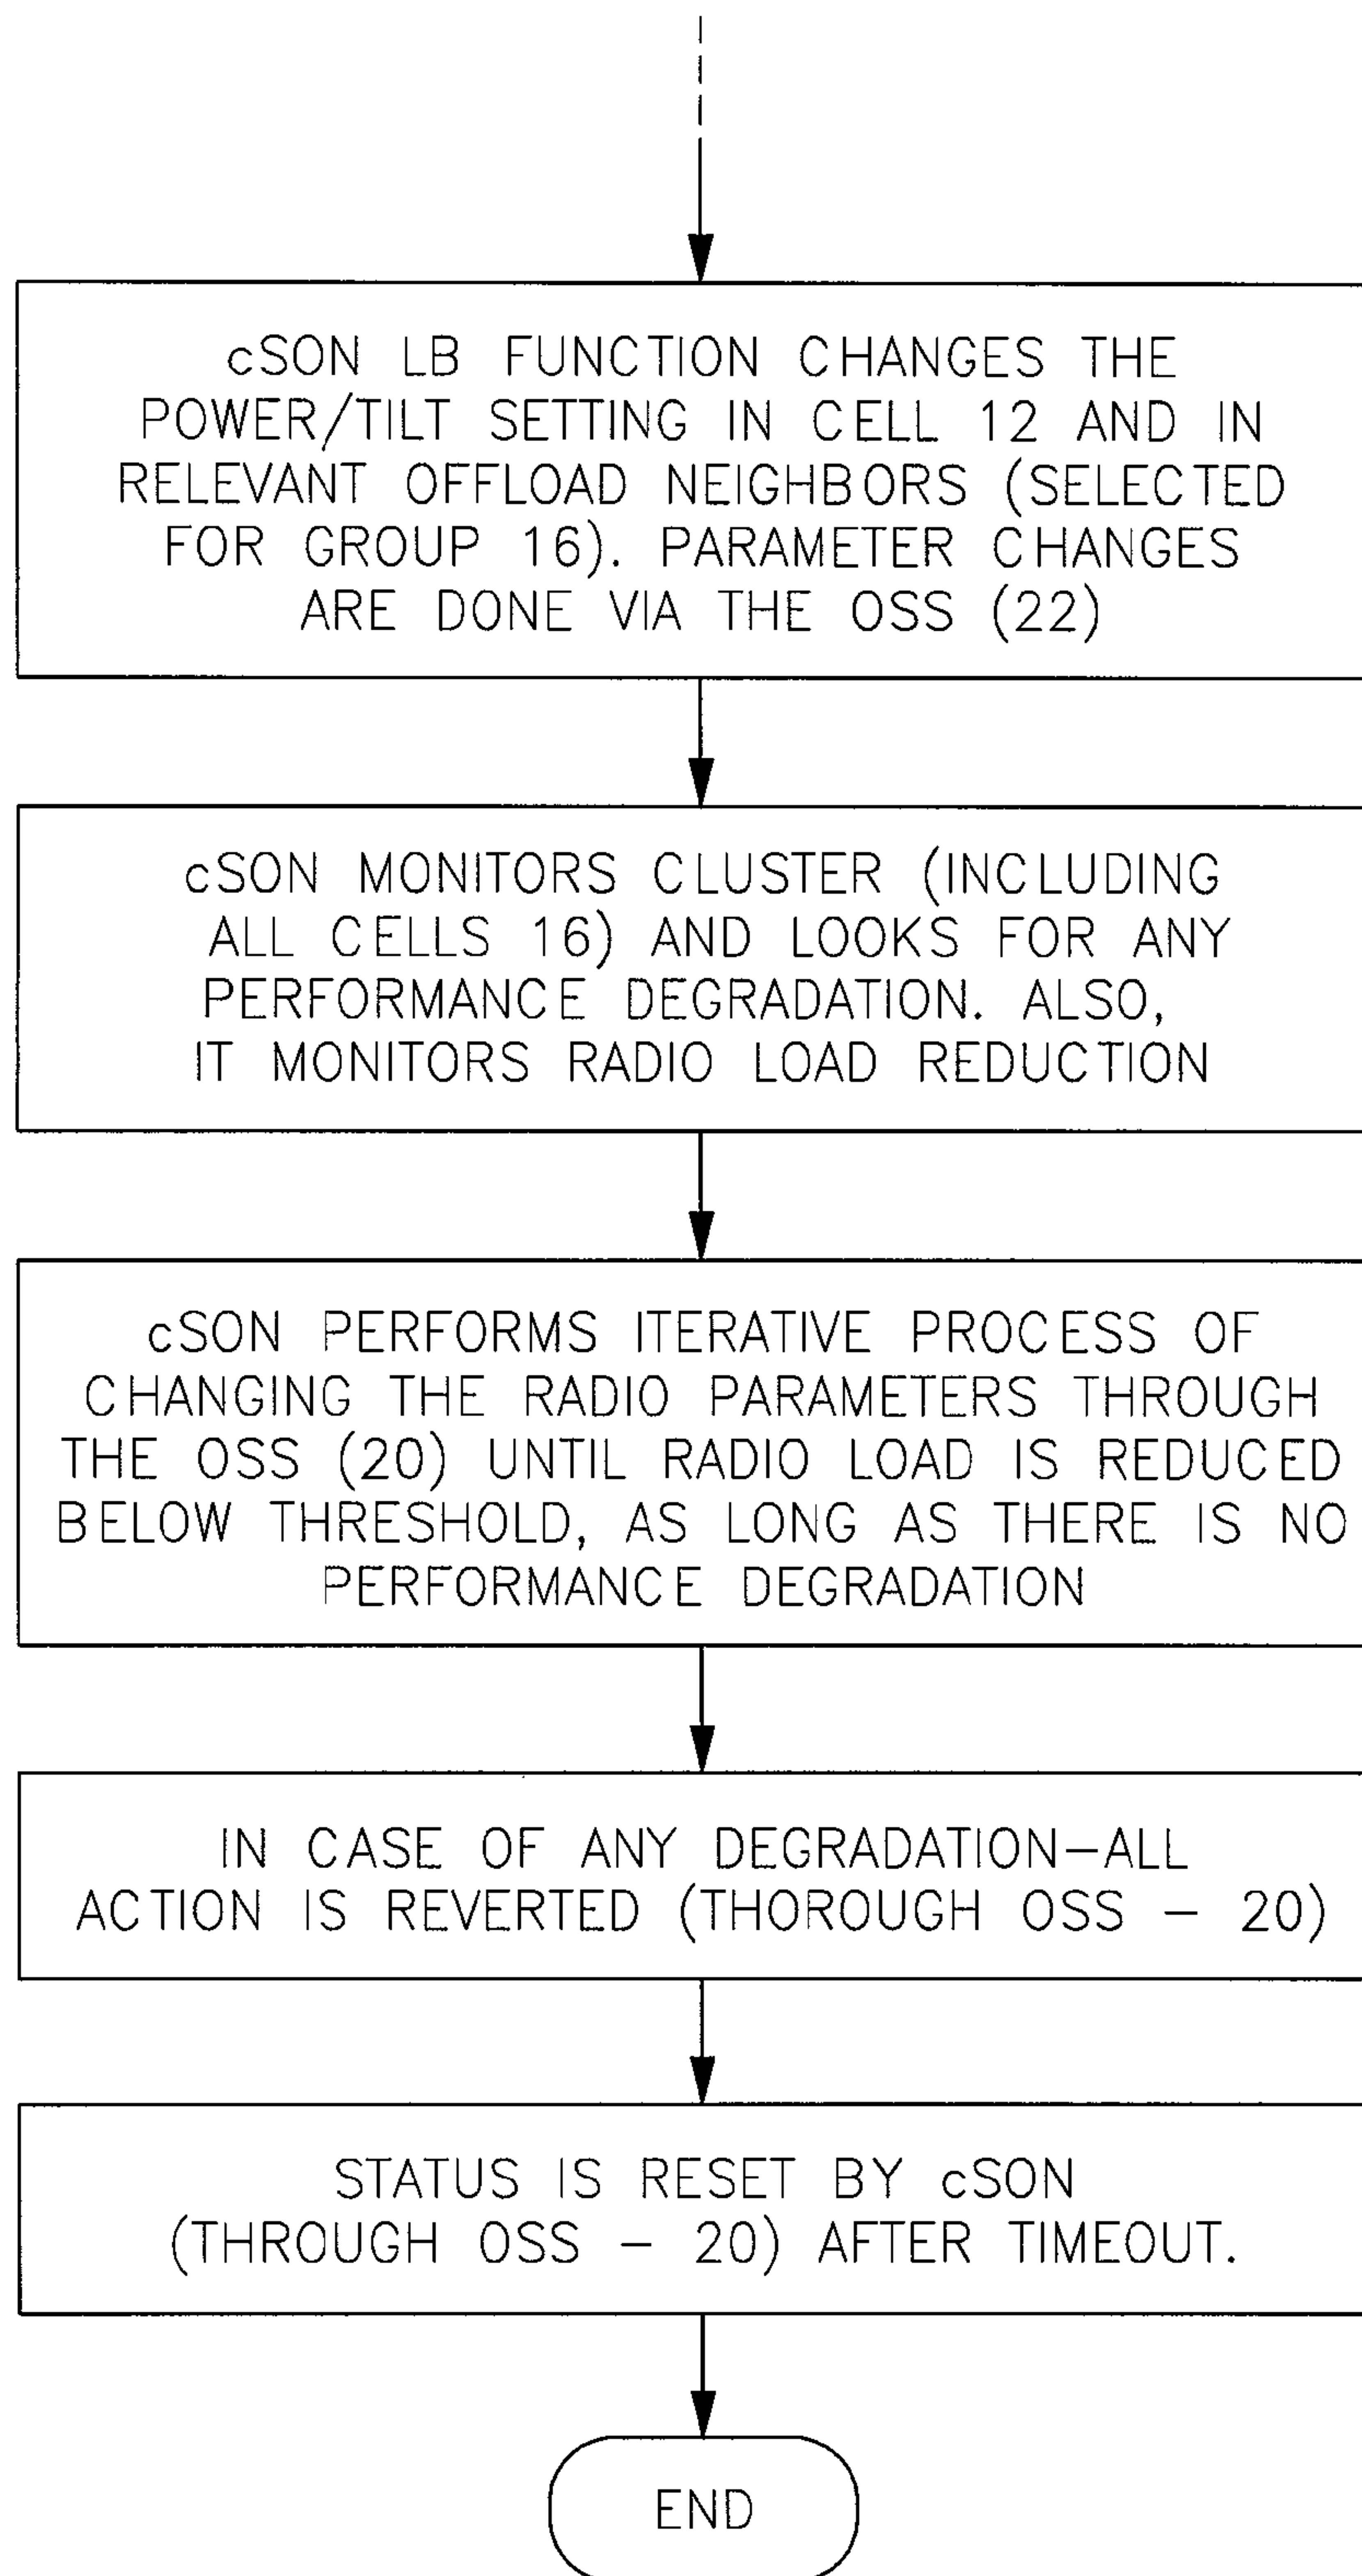 cSON LB FUNCTION CHANGES THE
POWER/TILT SETTING IN CELL 12 AND IN
RELEVANT OFFLOAD NEIGHBORS (SELECTED
FOR GROUP 16). PARAMETER CHANGES
ARE DONE VIA THE OSS (22)
cSON MONITORS CLUSTER (INCLUDING
ALL CELLS 16) AND LOOKS FOR ANY
PERFORMANCE DEGRADATION. ALSO,
IT MONITORS RADIO LOAD REDUCTION
cSON PERFORMS ITERATIVE PROCESS OF
CHANGING THE RADIO PARAMETERS THROUGH
THE OSS (20) UNTIL RADIO LOAD IS REDUCED
BELOW THRESHOLD, AS LONG AS THERE IS NO
PERFORMANCE DEGRADATION
IN CASE OF ANY DEGRADATION–ALL
ACTION IS REVERTED (THOROUGH OSS – 20)
STATUS IS RESET BY cSON
(THROUGH OSS – 20) AFTER TIMEOUT.
END